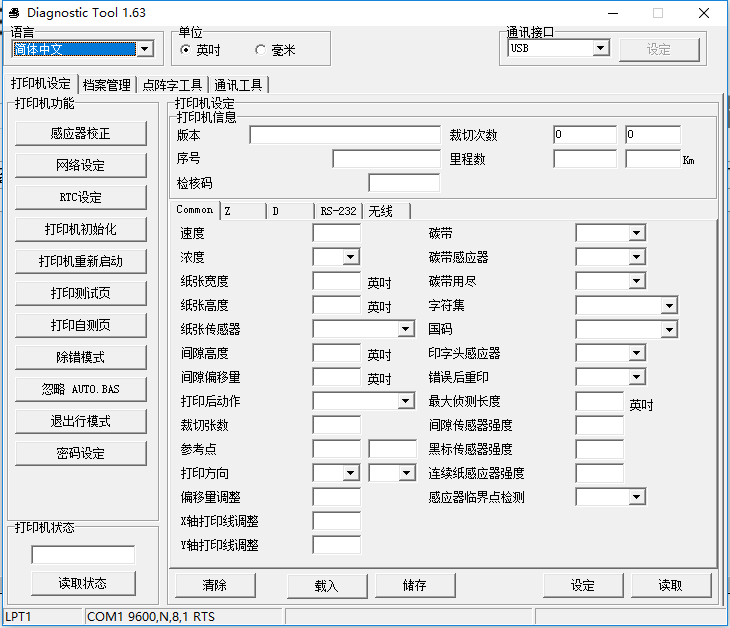 Diagnostic Tool 1.63
语言
单位
通讯接口
简体中文
英吋
毫米
USB
设定
打印机设定
档案管理
点阵字工具
通讯工具
打印机功能
感应器校正
网络设定
RTC设定
打印机初始化
打印机重新启动
打印测试页
打印自测页
除错模式
忽略 AUTO.BAS
退出行模式
密码设定
打印机状态
读取状态
打印机设定
打印机信息
版本
裁切次数
0
0
序号
里程数
Km
检核码
Common
Z
D
RS-232
无线
速度
碳带
浓度
碳带感应器
纸张宽度
英吋
碳带用尽
纸张高度
英吋
字符集
纸张传感器
国码
间隙高度
英吋
印字头感应器
间隙偏移量
英吋
错误后重印
打印后动作
最大侦测长度
英吋
裁切张数
间隙传感器强度
参考点
黑标传感器强度
打印方向
连续纸感应器强度
偏移量调整
感应器临界点检测
X轴打印线调整
Y轴打印线调整
清除
载入
储存
设定
读取
LPT1
COM1 9600,N,8,1 RTS